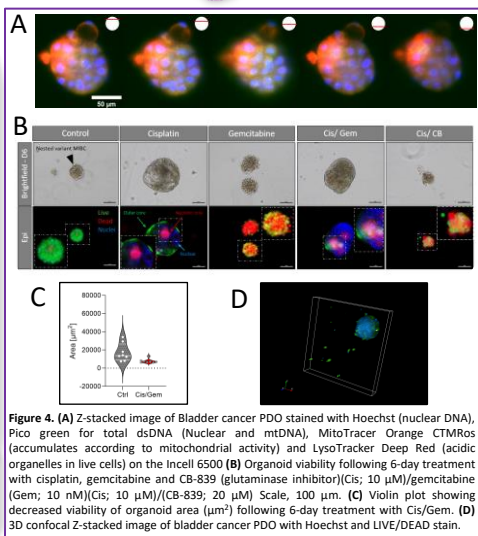 A
50 µm
B
Control
Cisplatin
Gemcitabine
Cis/ Gem
Cis/ CB
Brightfield - D6
Nested variant MIBC
Epi
Live
Dead
Nuclei
C
D
80000
60000
40000
20000
0
-20000
Area [µm²]
Ctrl Cis/Gem
Figure 4. (A) Z-stacked image of Bladder cancer PDO stained with Hoechst (nuclear DNA),
Pico green for total dsDNA (Nuclear and mtDNA), MitoTracer Orange CTMRos
(accumulates according to mitochondrial activity) and LysoTracker Deep Red (acidic
organelles in live cells) on the Incell 6500 (B) Organoid viability following 6-day treatment
with cisplatin, gemcitabine and CB-839 (glutaminase inhibitor)(Cis; 10 µM)/gemcitabine
(Gem; 10 nM)(Cis; 10 µM)/(CB-839; 20 µM) Scale, 100 µm. (C) Violin plot showing
decreased viability of organoid area (µm²) following 6-day treatment with Cis/Gem. (D)
3D confocal Z-stacked image of bladder cancer PDO with Hoechst and LIVE/DEAD stain.